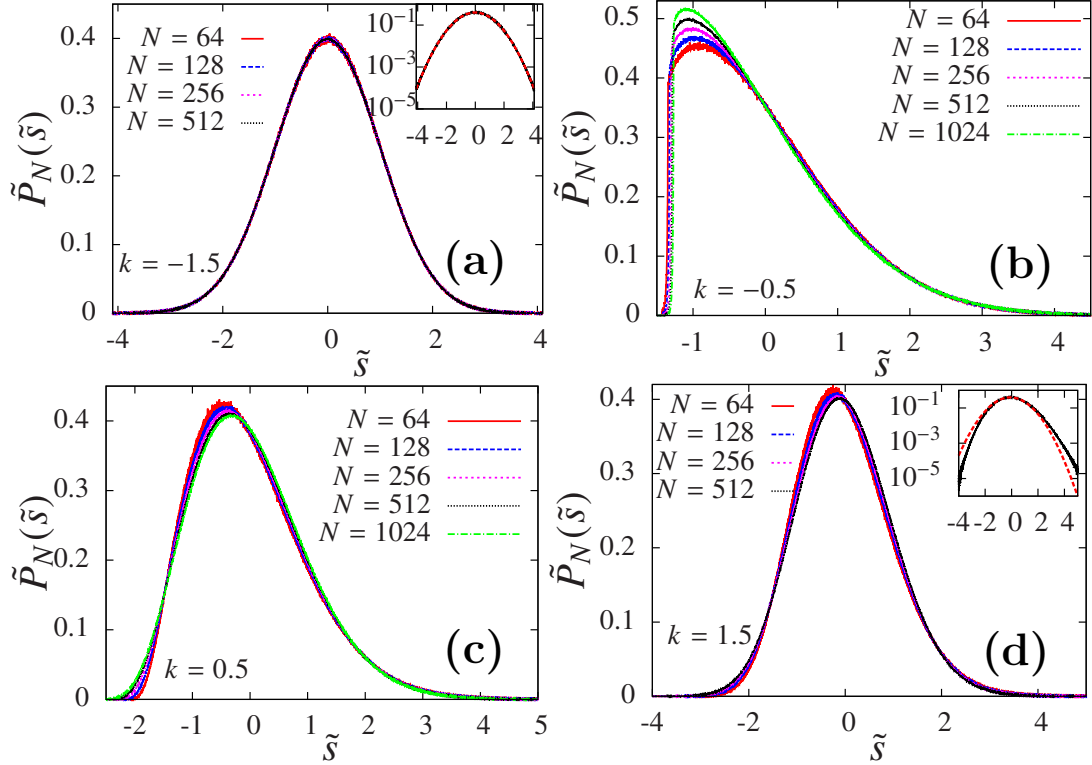 P̃_N(s̃)
0.4
0.3
0.2
0.1
0
N = 64
N = 128
N = 256
N = 512
10^-1
10^-3
10^-5
-4 -2 0 2 4
k = −1.5
(a)
-4 -2 0 2 4
s̃
P̃_N(s̃)
0.5
0.4
0.3
0.2
0.1
0
N = 64
N = 128
N = 256
N = 512
N = 1024
k = −0.5
(b)
-1 0 1 2 3 4
s̃
P̃_N(s̃)
0.4
0.3
0.2
0.1
0
N = 64
N = 128
N = 256
N = 512
N = 1024
k = 0.5
(c)
-2 -1 0 1 2 3 4 5
s̃
P̃_N(s̃)
0.4
0.3
0.2
0.1
0
N = 64
N = 128
N = 256
N = 512
10^-1
10^-3
10^-5
-4 -2 0 2 4
k = 1.5
(d)
-4 -2 0 2 4
s̃